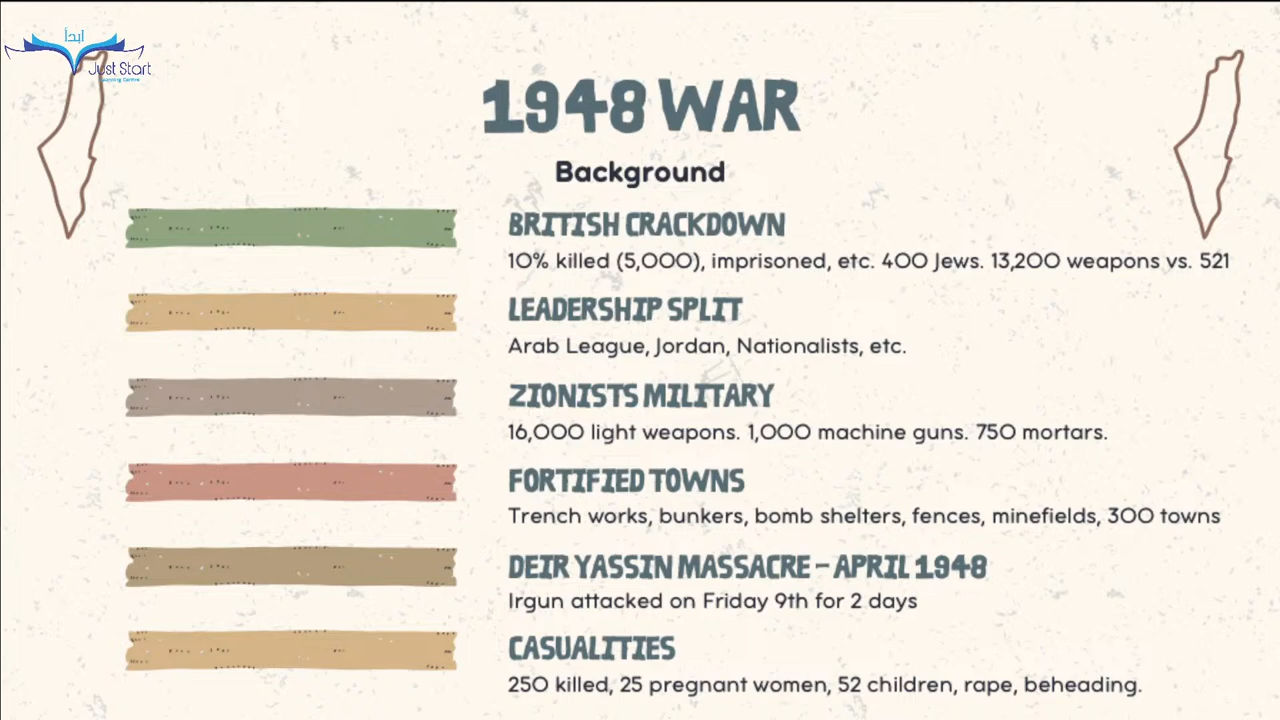 ابدأ
Just Start
Learning Centre
1948 WAR
Background
BRITISH CRACKDOWN
10% killed (5,000), imprisoned, etc. 400 Jews. 13,200 weapons vs. 521
LEADERSHIP SPLIT
Arab League, Jordan, Nationalists, etc.
ZIONISTS MILITARY
16,000 light weapons. 1,000 machine guns. 750 mortars.
FORTIFIED TOWNS
Trench works, bunkers, bomb shelters, fences, minefields, 300 towns
DEIR YASSIN MASSACRE – APRIL 1948
Irgun attacked on Friday 9th for 2 days
CASUALITIES
250 killed, 25 pregnant women, 52 children, rape, beheading.